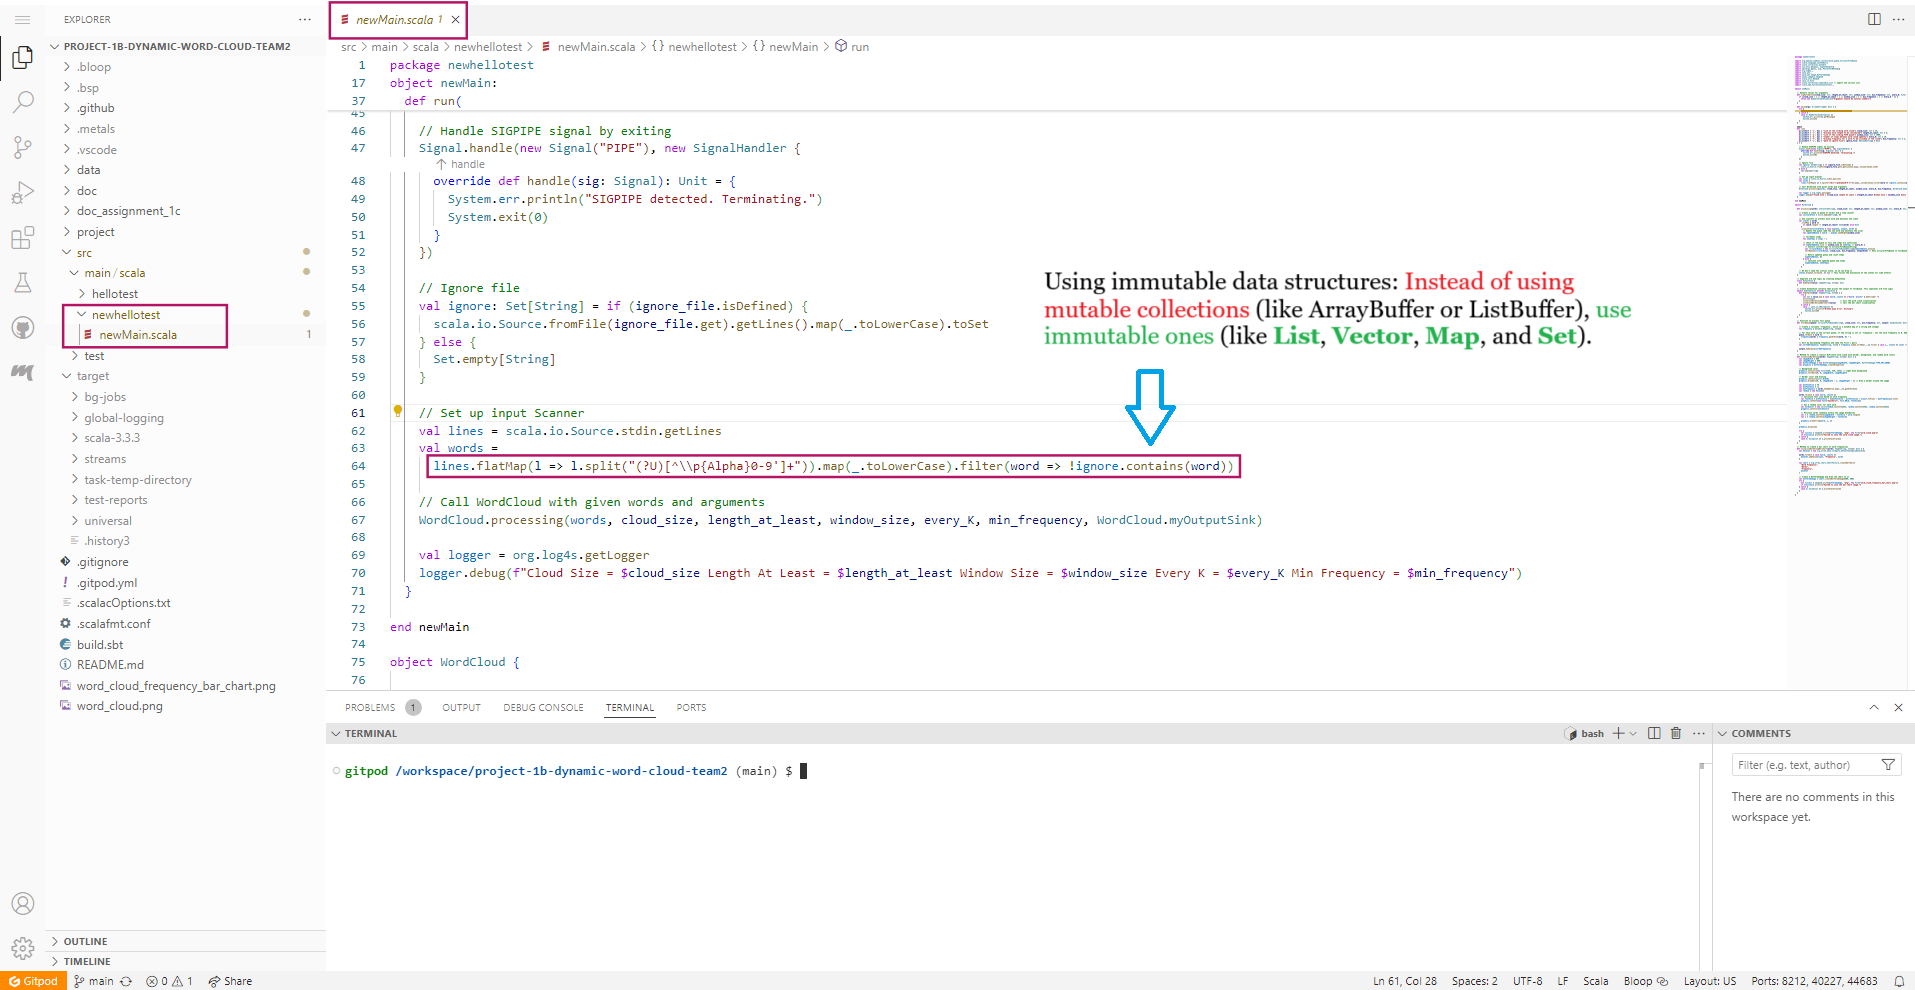 EXPLORER
PROJECT-1B-DYNAMIC-WORD-CLOUD-TEAM2
.bloop
.bsp
.github
.metals
.vscode
data
doc
doc_assignment_1c
project
src
main / scala
hellotest
newhellotest
newMain.scala 1
test
target
bg-jobs
global-logging
scala-3.3.3
streams
task-temp-directory
test-reports
universal
.history3
.gitignore
.gitpod.yml
.scalacOptions.txt
.scalafmt.conf
build.sbt
README.md
word_cloud_frequency_bar_chart.png
word_cloud.png
OUTLINE
TIMELINE
newMain.scala 1
src > main > scala > newhellotest > newMain.scala > {} newhellotest > {} newMain > run
1 package newhellotest
17 object newMain:
37 def run(
45
46 // Handle SIGPIPE signal by exiting
47 Signal.handle(new Signal("PIPE"), new SignalHandler {
handle
48 override def handle(sig: Signal): Unit = {
49 System.err.println("SIGPIPE detected. Terminating.")
50 System.exit(0)
51 }
52 })
53
54 // Ignore file
55 val ignore: Set[String] = if (ignore_file.isDefined) {
56 scala.io.Source.fromFile(ignore_file.get).getLines().map(_.toLowerCase).toSet
57 } else {
58 Set.empty[String]
59 }
60
61 // Set up input Scanner
62 val lines = scala.io.Source.stdin.getLines
63 val words =
64 lines.flatMap(l => l.split("(?U)[^\\p{Alpha}0-9']+")).map(_.toLowerCase).filter(word => !ignore.contains(word))
65
66 // Call WordCloud with given words and arguments
67 WordCloud.processing(words, cloud_size, length_at_least, window_size, every_K, min_frequency, WordCloud.myOutputSink)
68
69 val logger = org.log4s.getLogger
70 logger.debug(f"Cloud Size = $cloud_size Length At Least = $length_at_least Window Size = $window_size Every K = $every_K Min Frequency = $min_frequency")
71 }
72
73 end newMain
74
75 object WordCloud {
76
Using immutable data structures: Instead of using
mutable collections (like ArrayBuffer or ListBuffer), use
immutable ones (like List, Vector, Map, and Set).
PROBLEMS 1 OUTPUT DEBUG CONSOLE TERMINAL PORTS
TERMINAL
bash
gitpod /workspace/project-1b-dynamic-word-cloud-team2 (main) $
COMMENTS
Filter (e.g. text, author)
There are no comments in this
workspace yet.
Gitpod main 0 1 Share
Ln 61, Col 28 Spaces: 2 UTF-8 LF Scala Bloop Layout: US Ports: 8212, 40227, 44683